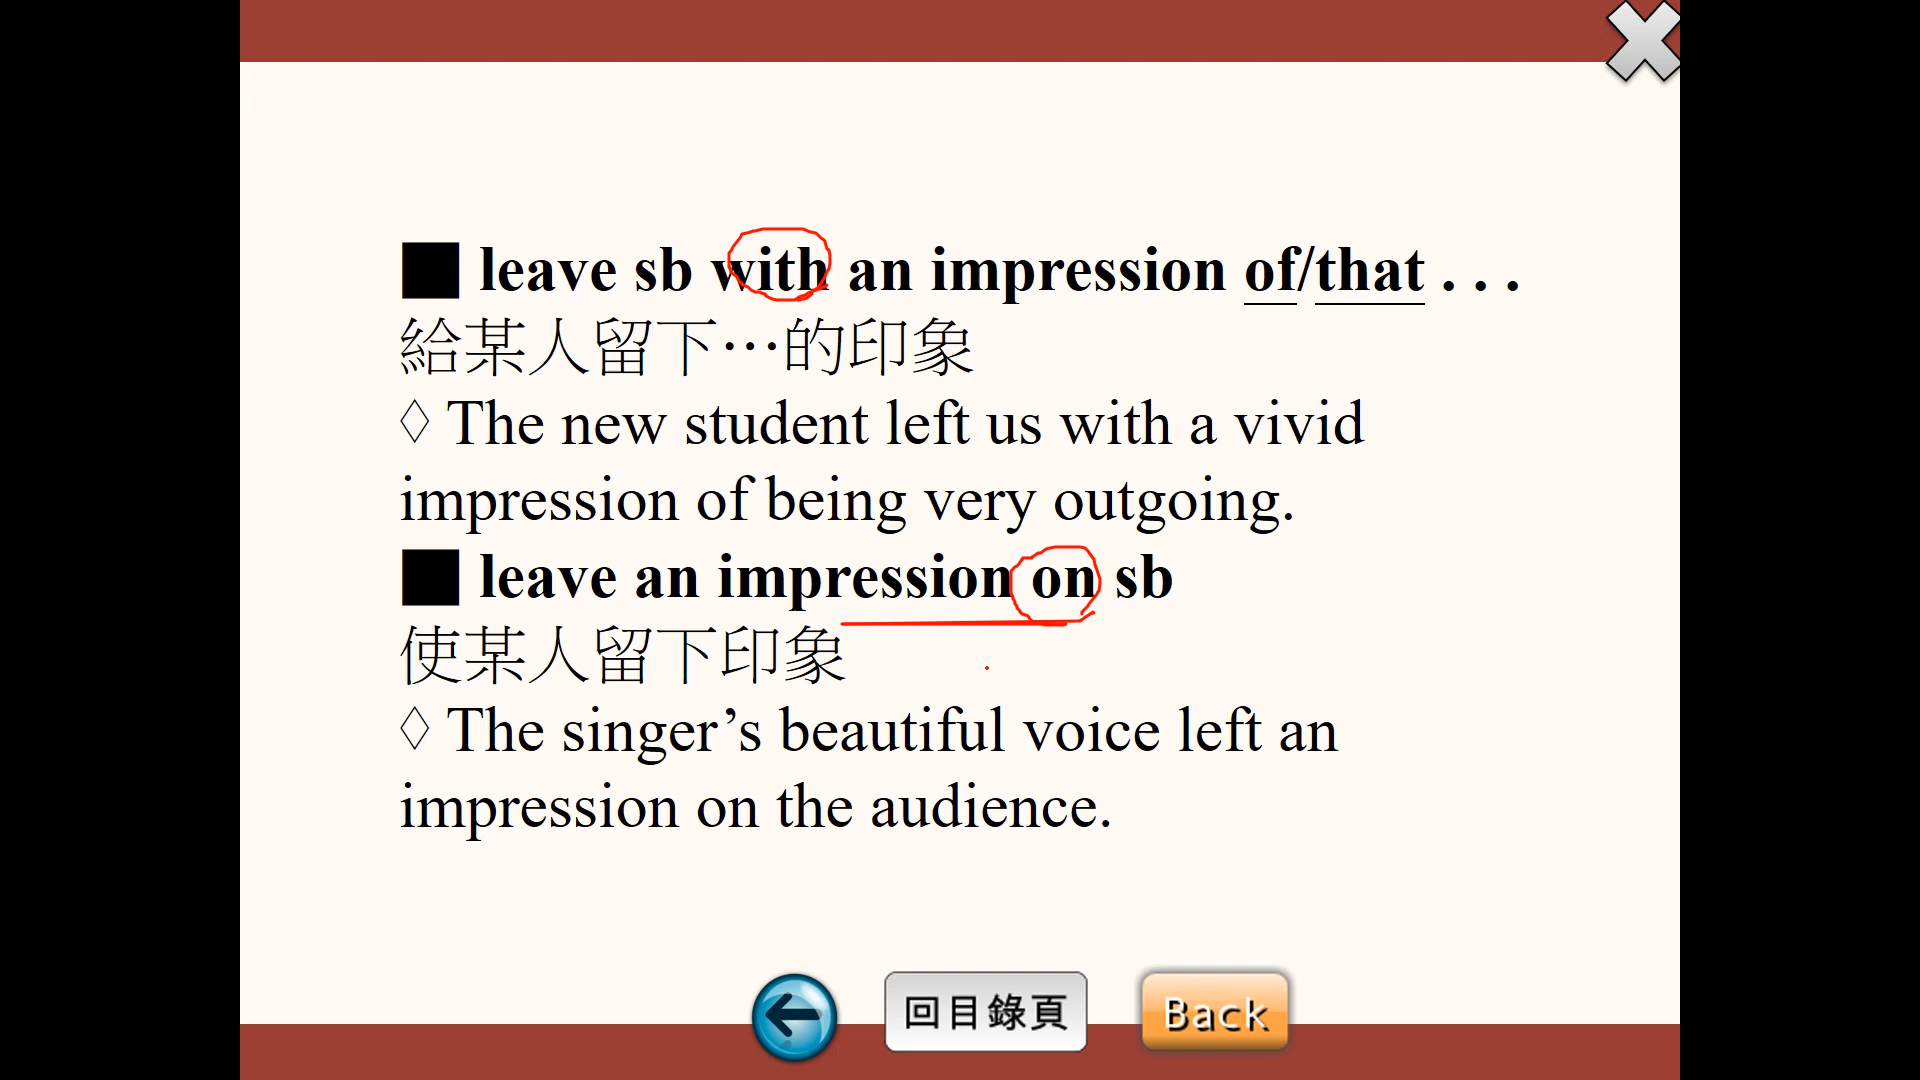 ■ leave sb with an impression of/that . . .
給某人留下…的印象
◊ The new student left us with a vivid
impression of being very outgoing.
■ leave an impression on sb
使某人留下印象
◊ The singer’s beautiful voice left an
impression on the audience.
回目錄頁
Back